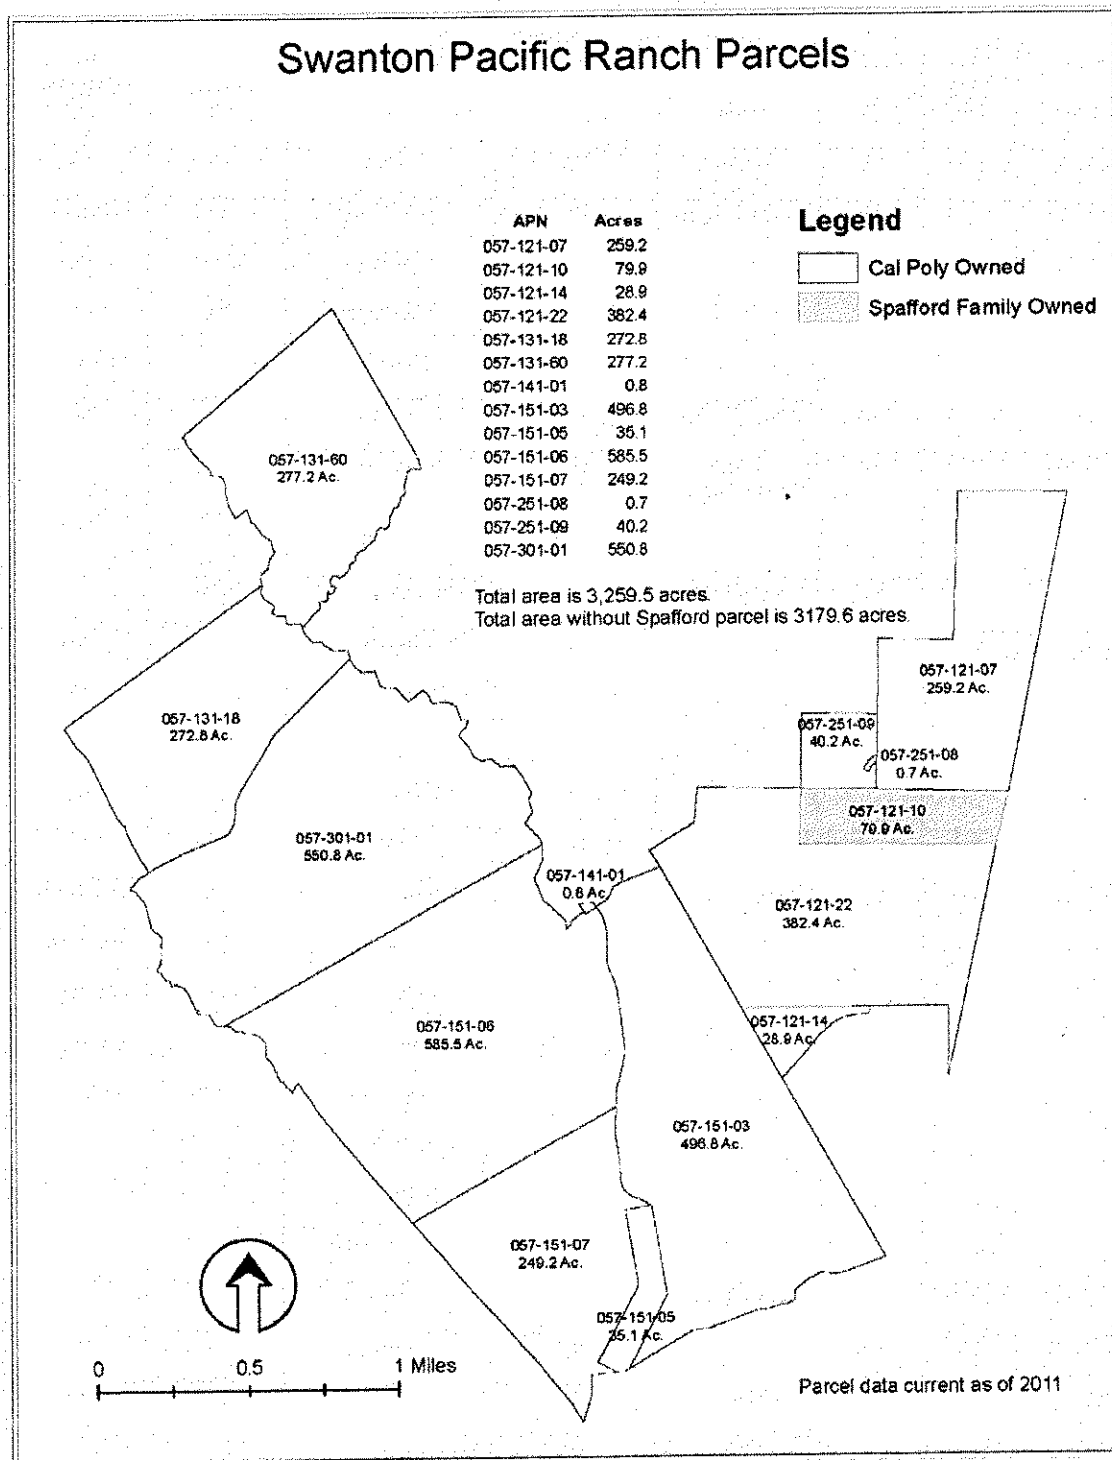 Swanton Pacific Ranch Parcels
APN Acres
057-121-07 259.2
057-121-10 79.9
057-121-14 28.9
057-121-22 382.4
057-131-18 272.8
057-131-60 277.2
057-141-01 0.8
057-151-03 496.8
057-151-05 35.1
057-151-06 585.5
057-151-07 249.2
057-251-08 0.7
057-251-09 40.2
057-301-01 550.8
Total area is 3,259.5 acres.
Total area without Spafford parcel is 3179.6 acres.
Legend
Cal Poly Owned
Spafford Family Owned
057-131-60
277.2 Ac.
057-121-07
259.2 Ac.
057-131-18
272.8 Ac.
057-251-09
40.2 Ac.
057-251-08
0.7 Ac.
057-121-10
79.9 Ac.
057-301-01
550.8 Ac.
057-141-01
0.8 Ac.
057-121-22
382.4 Ac.
057-151-06
585.5 Ac.
057-121-14
28.9 Ac.
057-151-03
496.8 Ac.
057-151-07
249.2 Ac.
057-151-05
35.1 Ac.
0 0.5 1 Miles
Parcel data current as of 2011